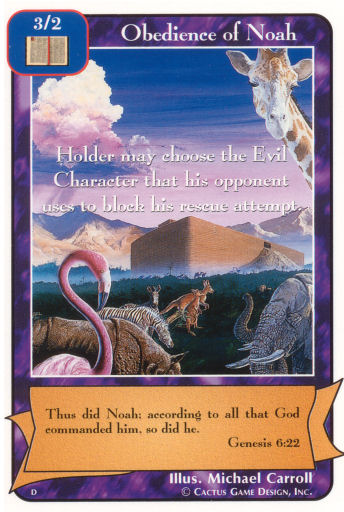 3/2
Obedience of Noah
Holder may choose the Evil
Character that his opponent
uses to block his rescue attempt.
Thus did Noah; according to all that God
commanded him, so did he.
Genesis 6:22
Illus. Michael Carroll
D
© Cactus Game Design, Inc.